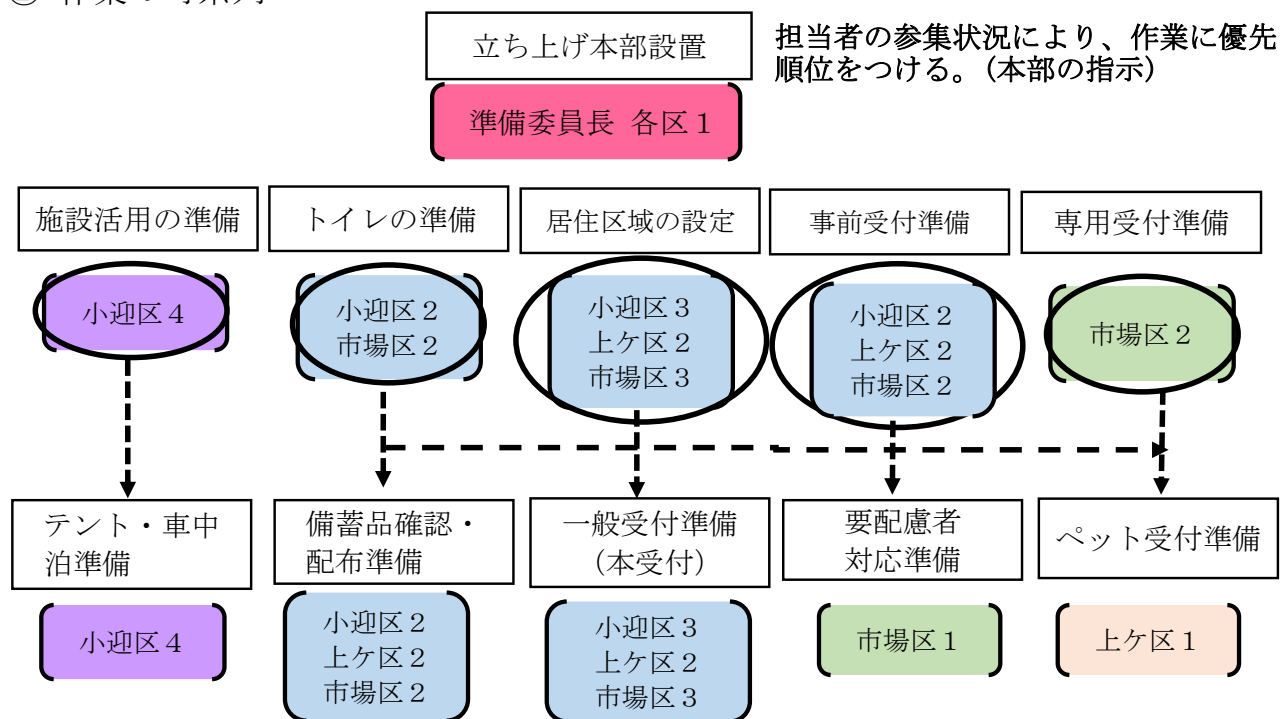 立ち上げ本部設置
担当者の参集状況により、作業に優先
順位をつける。(本部の指示)
準備委員長 各区1
施設活用の準備
トイレの準備
居住区域の設定
事前受付準備
専用受付準備
小迎区4
小迎区2
市場区2
小迎区3
上ケ区2
市場区3
小迎区2
上ケ区2
市場区2
市場区2
テント・車中
泊準備
備蓄品確認・
配布準備
一般受付準備
(本受付)
要配慮者
対応準備
ペット受付準備
小迎区4
小迎区2
上ケ区2
市場区2
小迎区3
上ケ区2
市場区3
市場区1
上ケ区1